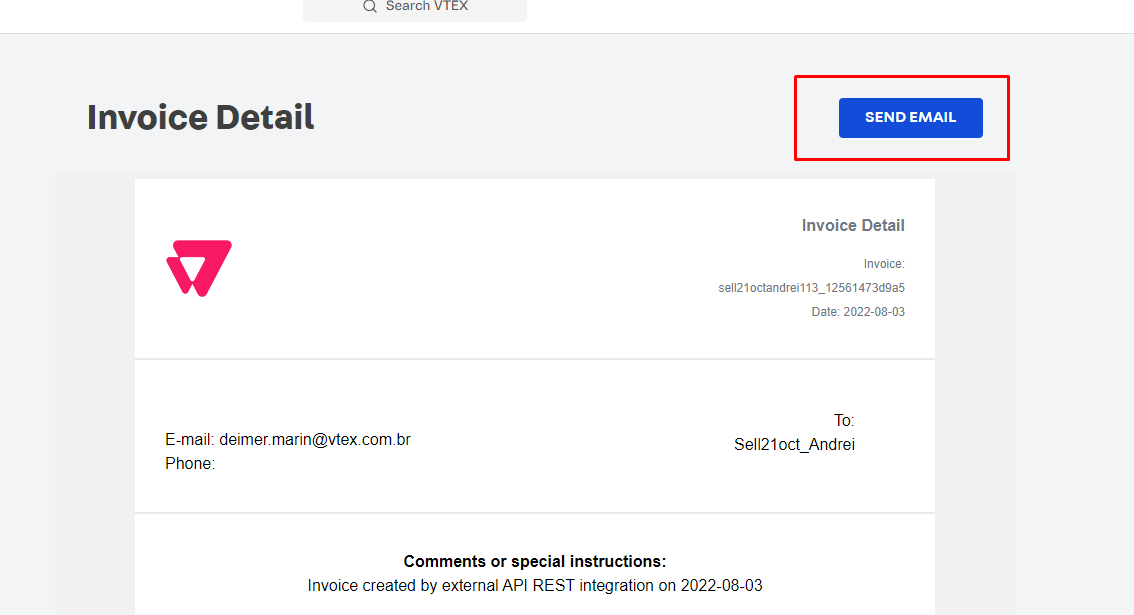 Search VTEX
Invoice Detail
SEND EMAIL
Invoice Detail
Invoice:
sell21octandrei113_12561473d9a5
Date: 2022-08-03
To:
E-mail: deimer.marin@vtex.com.br
Sell21oct_Andrei
Phone:
Comments or special instructions:
Invoice created by external API REST integration on 2022-08-03